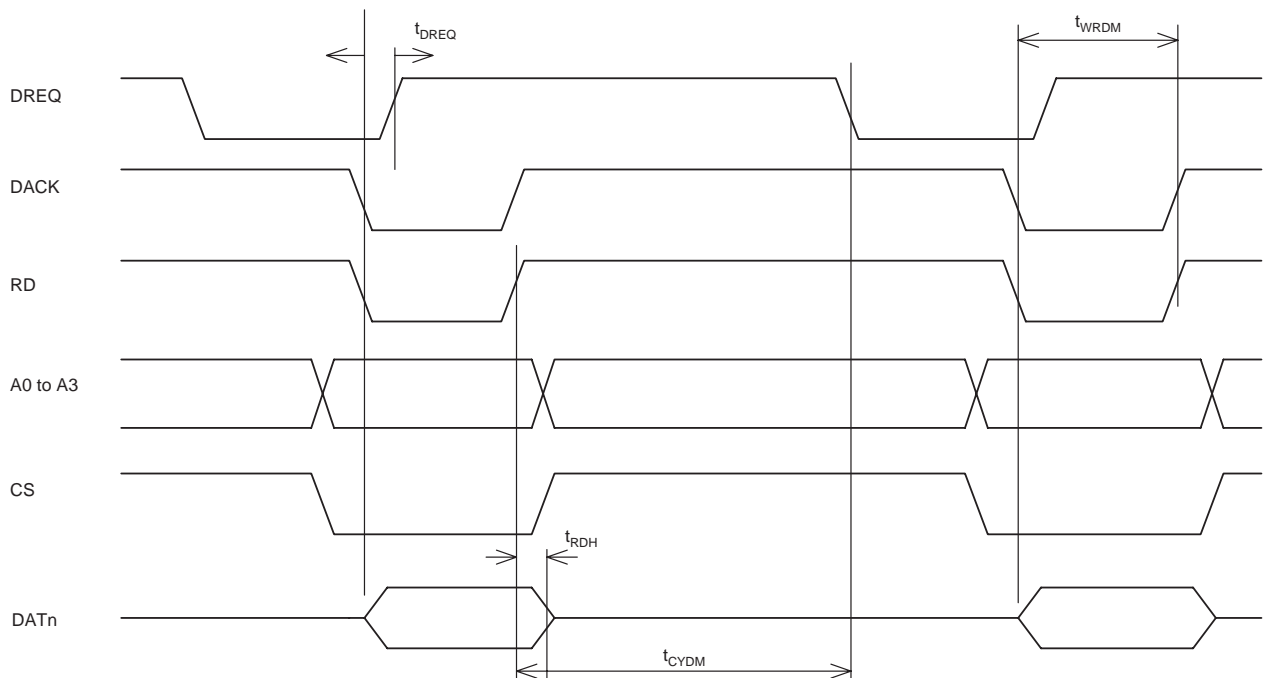 tDREQ
tWRDM
DREQ
DACK
RD
A0 to A3
CS
tRDH
DATn
tCYDM